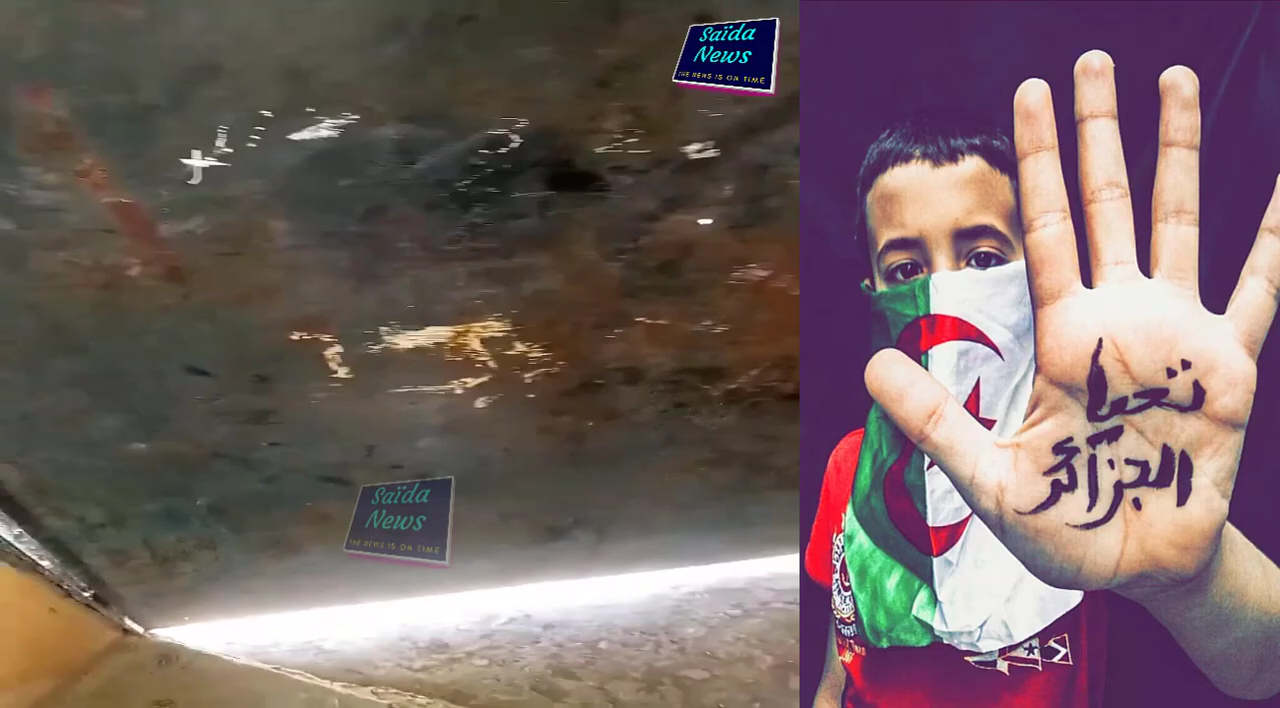 Saïda
News
THE NEWS IS ON TIME
Saïda
News
THE NEWS IS ON TIME
تحيا
الجزائر